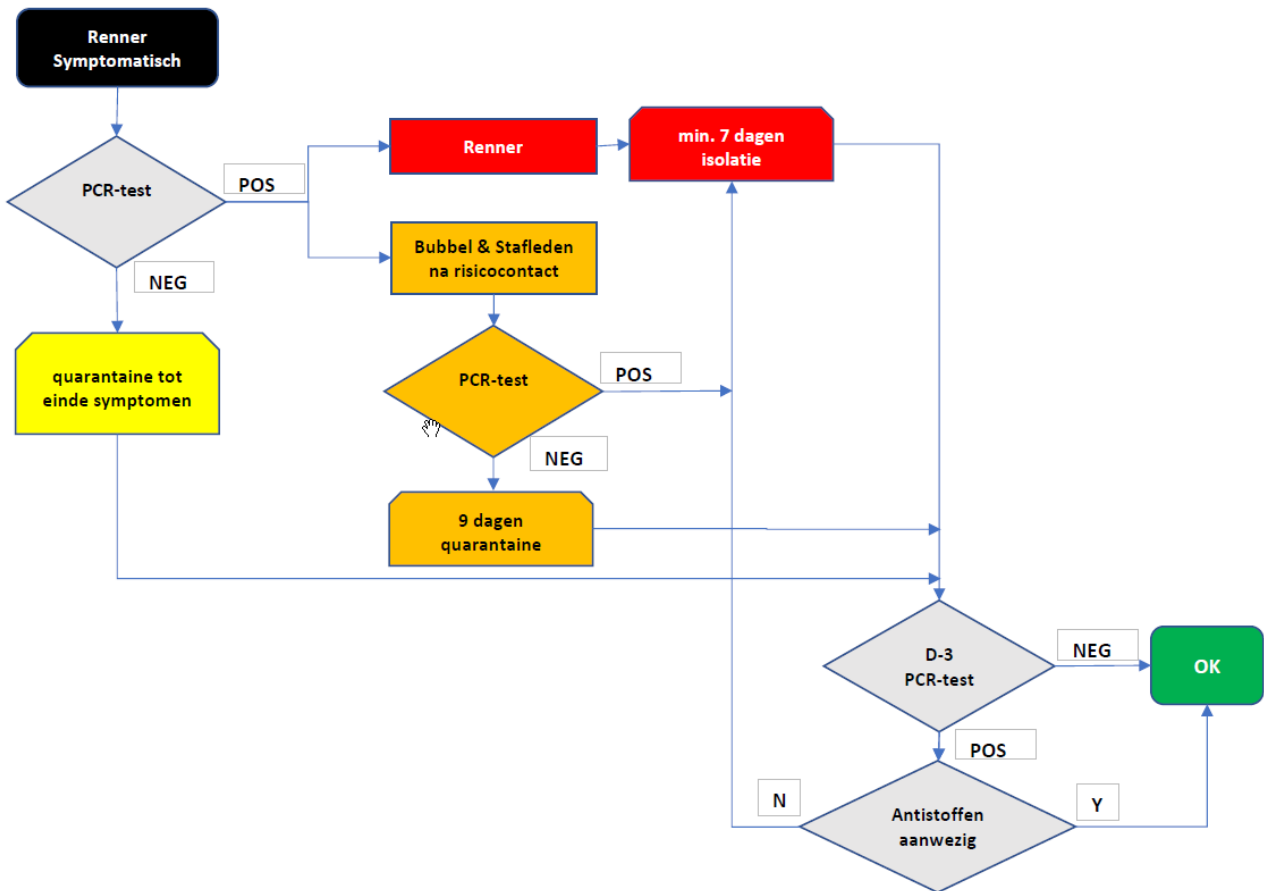 Renner
Symptomatisch
PCR-test
POS
NEG
quarantaine tot
einde symptomen
Renner
min. 7 dagen
isolatie
Bubbel & Stafleden
na risicocontact
PCR-test
POS
NEG
9 dagen
quarantaine
D-3
PCR-test
NEG
OK
POS
Antistoffen
aanwezig
N
Y